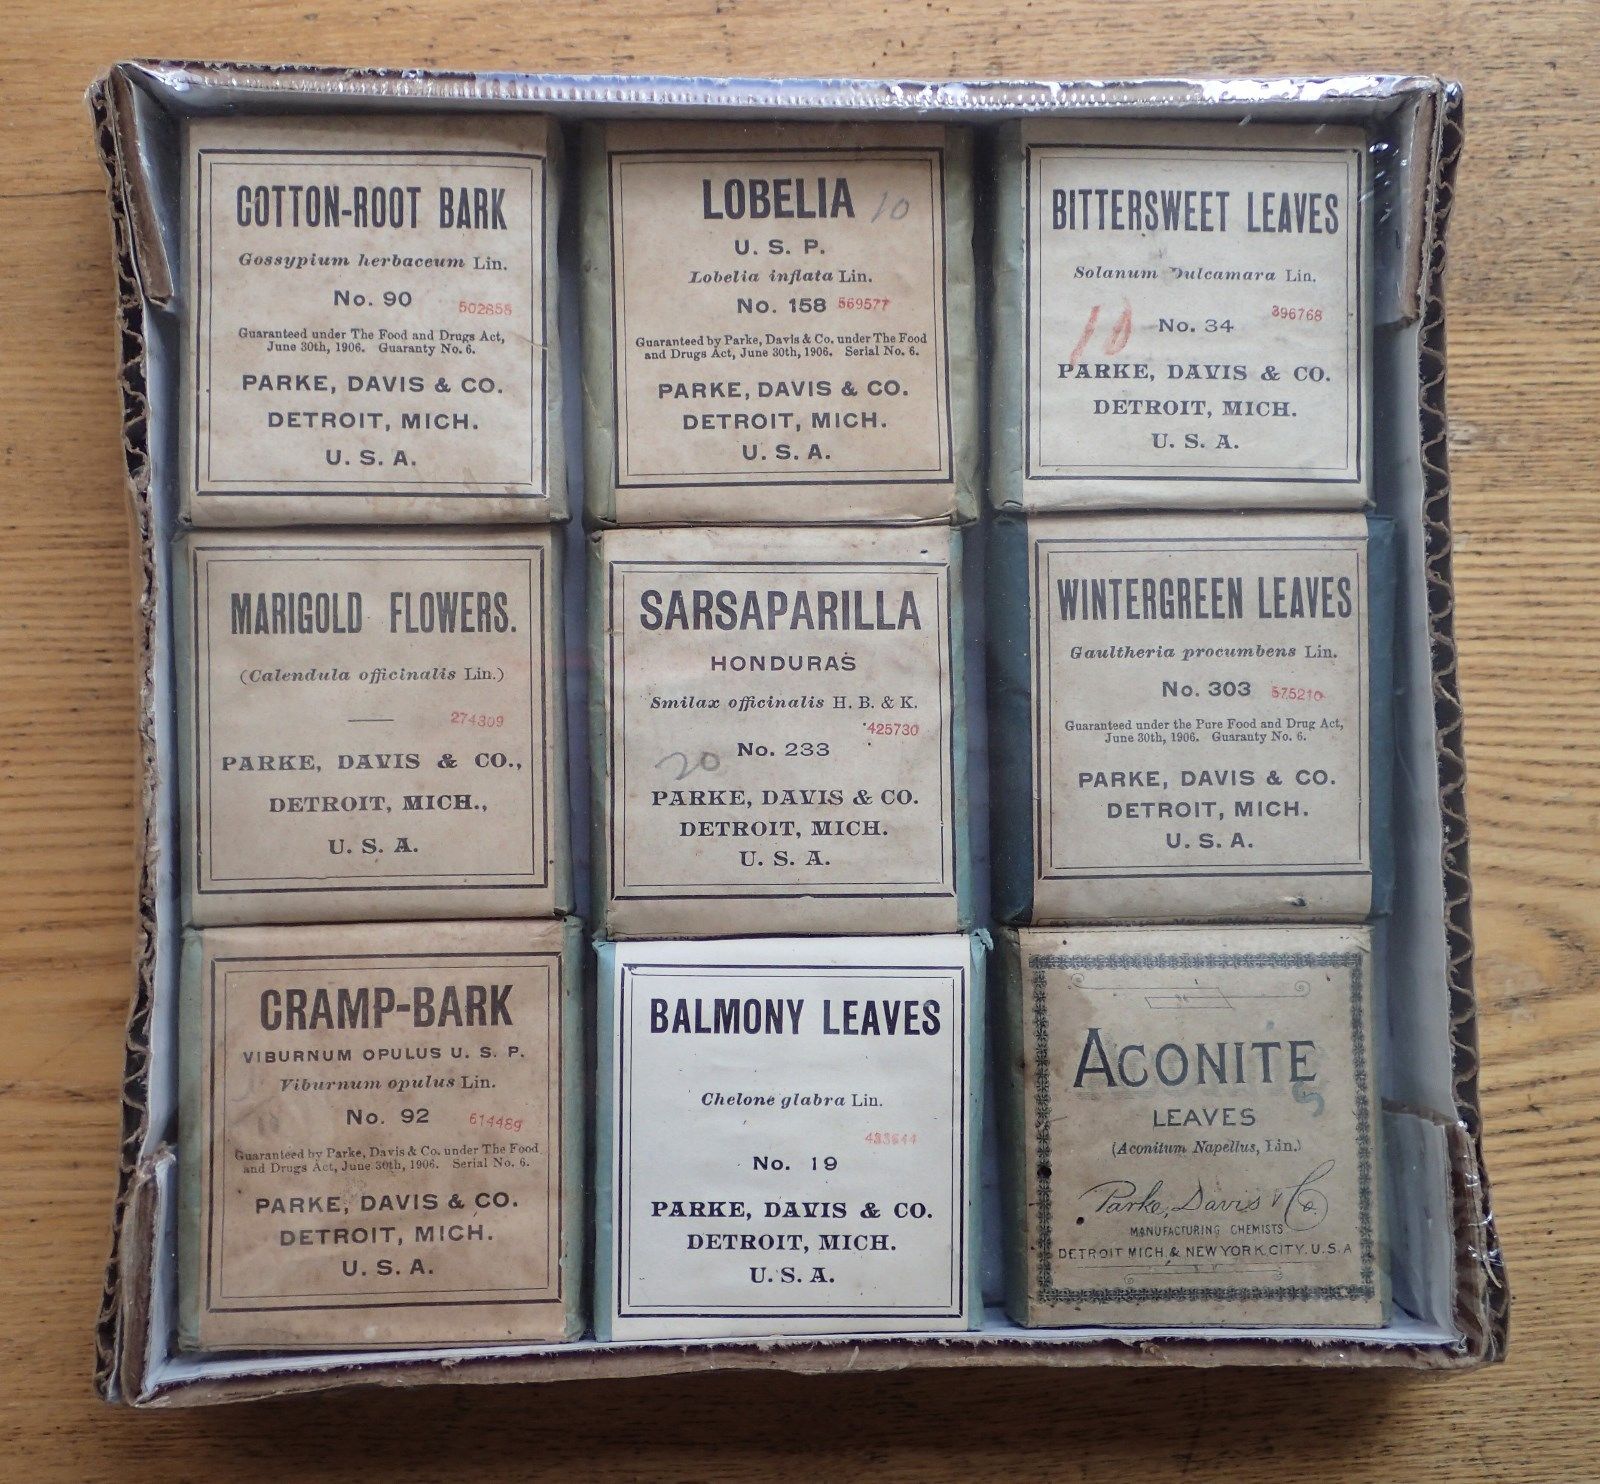 COTTON-ROOT BARK
Gossypium herbaceum Lin.
No. 90
502855
Guaranteed under The Food and Drugs Act,
June 30th, 1906. Guaranty No. 6.
PARKE, DAVIS & CO.
DETROIT, MICH.
U. S. A.
LOBELIA
10
U. S. P.
Lobelia inflata Lin.
No. 158
569577
Guaranteed by Parke, Davis & Co. under The Food
and Drugs Act, June 30th, 1906. Serial No. 6.
PARKE, DAVIS & CO.
DETROIT, MICH.
U. S. A.
BITTERSWEET LEAVES
Solanum Dulcamara Lin.
396768
10
No. 34
PARKE, DAVIS & CO.
DETROIT, MICH.
U. S. A.
MARIGOLD FLOWERS.
(Calendula officinalis Lin.)
274309
PARKE, DAVIS & CO.,
DETROIT, MICH.,
U. S. A.
SARSAPARILLA
HONDURAS
Smilax officinalis H. B. & K.
425730
No. 233
20
PARKE, DAVIS & CO.
DETROIT, MICH.
U. S. A.
WINTERGREEN LEAVES
Gaultheria procumbens Lin.
No. 303
575210
Guaranteed under the Pure Food and Drug Act,
June 30th, 1906. Guaranty No. 6.
PARKE, DAVIS & CO.
DETROIT, MICH.
U. S. A.
CRAMP-BARK
VIBURNUM OPULUS U. S. P.
Viburnum opulus Lin.
No. 92
614489
Guaranteed by Parke, Davis & Co. under The Food
and Drugs Act, June 30th, 1906. Serial No. 6.
PARKE, DAVIS & CO.
DETROIT, MICH.
U. S. A.
BALMONY LEAVES
Chelone glabra Lin.
No. 19
PARKE, DAVIS & CO.
DETROIT, MICH.
U. S. A.
ACONITE
5
LEAVES
(Aconitum Napellus, Lin.)
Parke, Davis & Co.
MANUFACTURING CHEMISTS
DETROIT MICH. & NEW YORK CITY. U.S.A